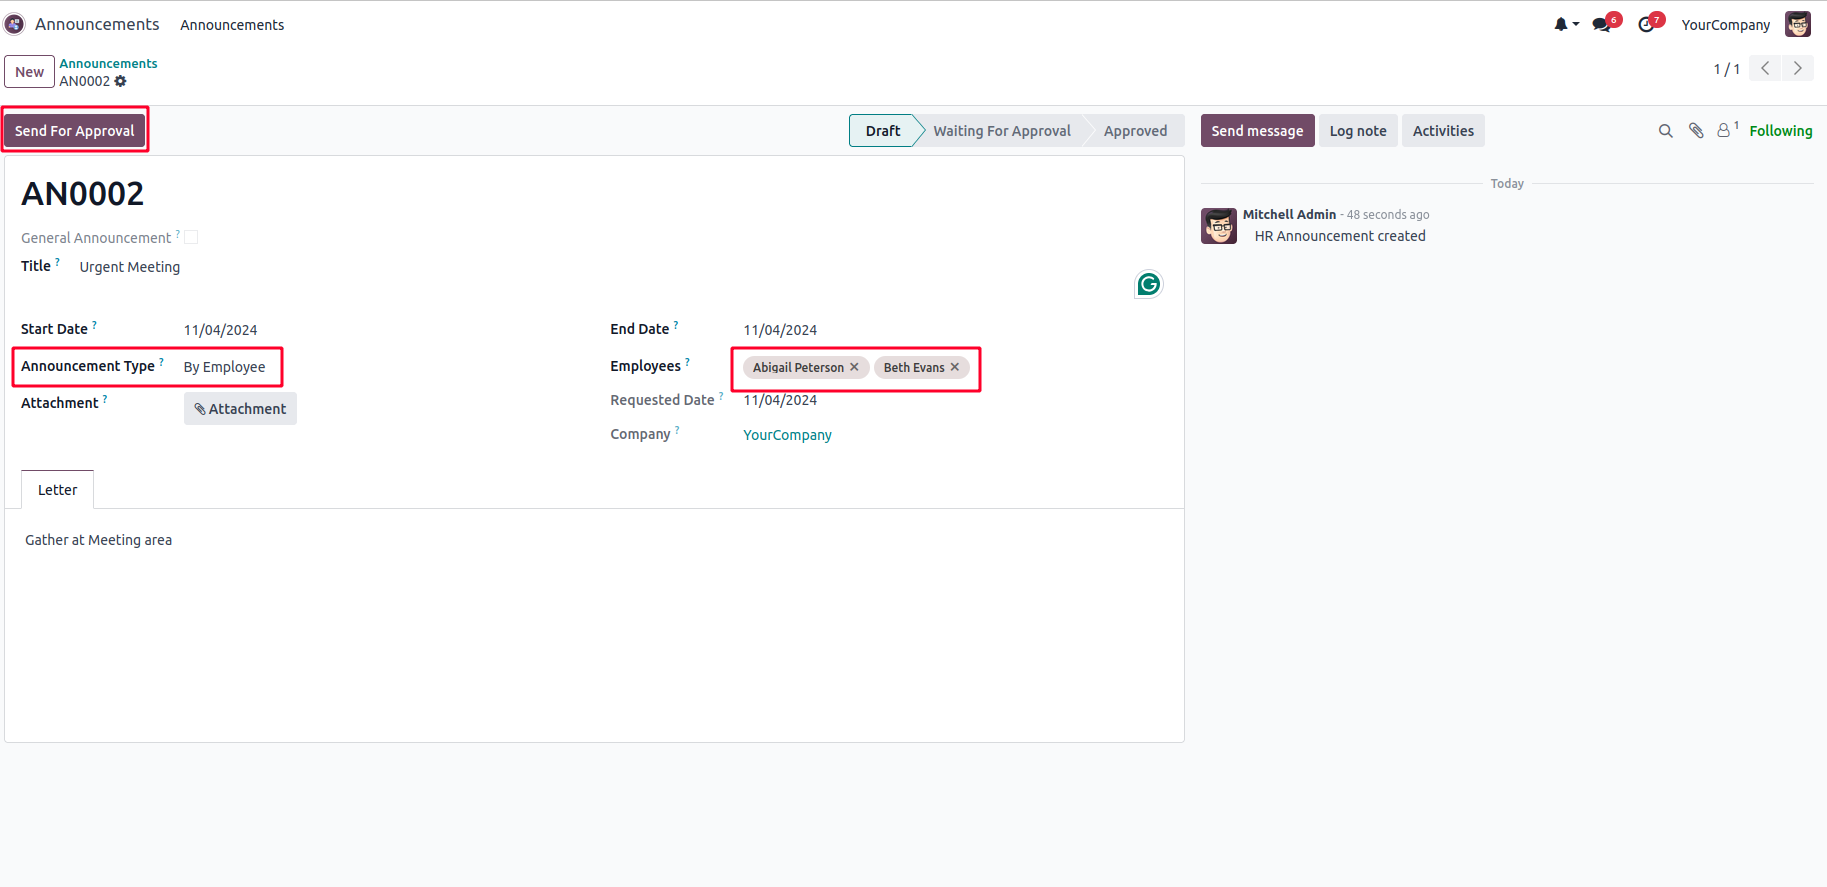 Announcements Announcements 6 7 YourCompany
New Announcements
AN0002 1 / 1
Send For Approval Draft Waiting For Approval Approved Send message Log note Activities 1 Following
AN0002
Today
General Announcement ?
Mitchell Admin - 48 seconds ago
HR Announcement created
Title ? Urgent Meeting
Start Date ? 11/04/2024 End Date ? 11/04/2024
Announcement Type ? By Employee Employees ? Abigail Peterson × Beth Evans ×
Attachment ? Attachment Requested Date ? 11/04/2024
Company ? YourCompany
Letter
Gather at Meeting area